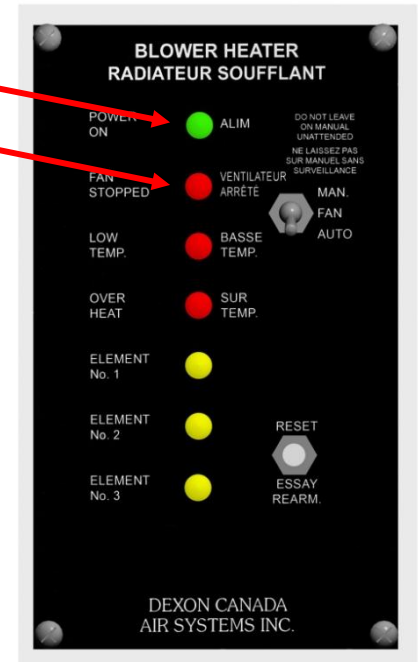 BLOWER HEATER
RADIATEUR SOUFFLANT
POWER
ON
ALIM
DO NOT LEAVE
ON MANUAL
UNATTENDED
NE LAISSEZ PAS
SUR MANUEL SANS
SURVEILLANCE
FAN
STOPPED
VENTILATEUR
ARRÊTÉ
MAN.
FAN
AUTO
LOW
TEMP.
BASSE
TEMP.
OVER
HEAT
SUR
TEMP.
ELEMENT
No. 1
ELEMENT
No. 2
RESET
ELEMENT
No. 3
ESSAY
REARM.
DEXON CANADA
AIR SYSTEMS INC.